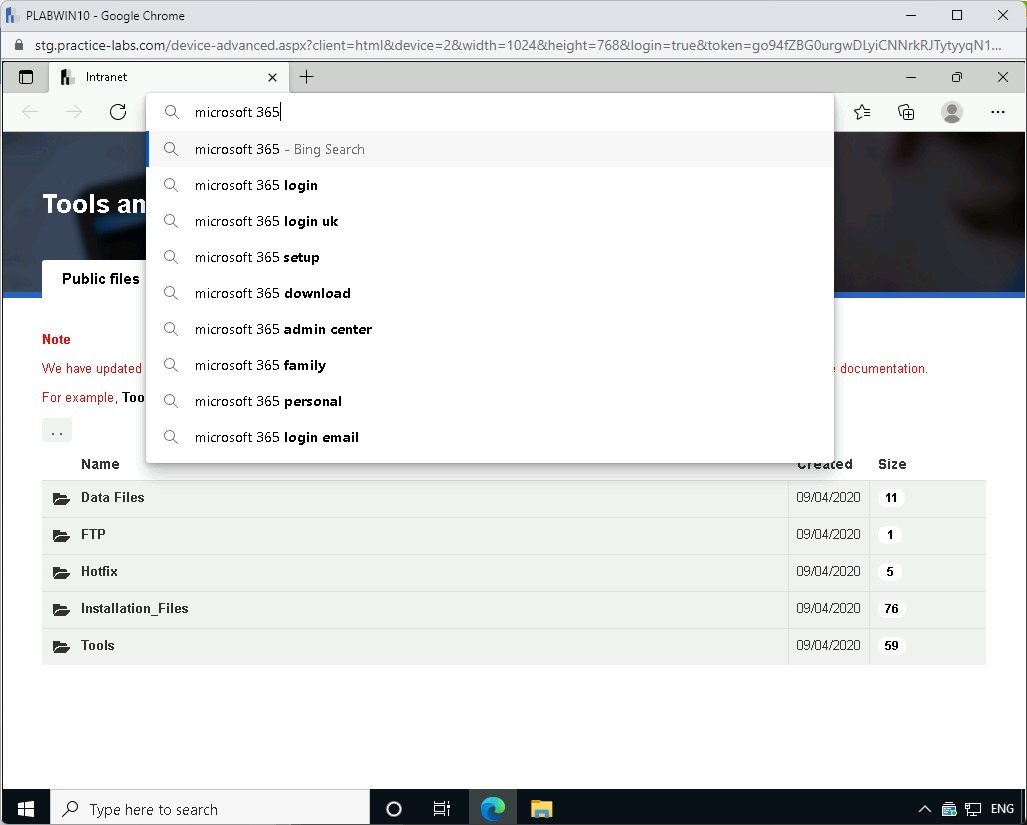 PLABWIN10 - Google Chrome
stg.practice-labs.com/device-advanced.aspx?client=html&device=2&width=1024&height=768&login=true&token=go94fZBG0urgwDLyiCNNrkRJTytyyqN1...
Intranet
microsoft 365
microsoft 365 - Bing Search
microsoft 365 login
microsoft 365 login uk
microsoft 365 setup
microsoft 365 download
microsoft 365 admin center
microsoft 365 family
microsoft 365 personal
microsoft 365 login email
Tools an
Public files
Note
We have updated documentation.
For example, Too
..
Name Created Size
Data Files 09/04/2020 11
FTP 09/04/2020 1
Hotfix 09/04/2020 5
Installation_Files 09/04/2020 76
Tools 09/04/2020 59
Type here to search ENG